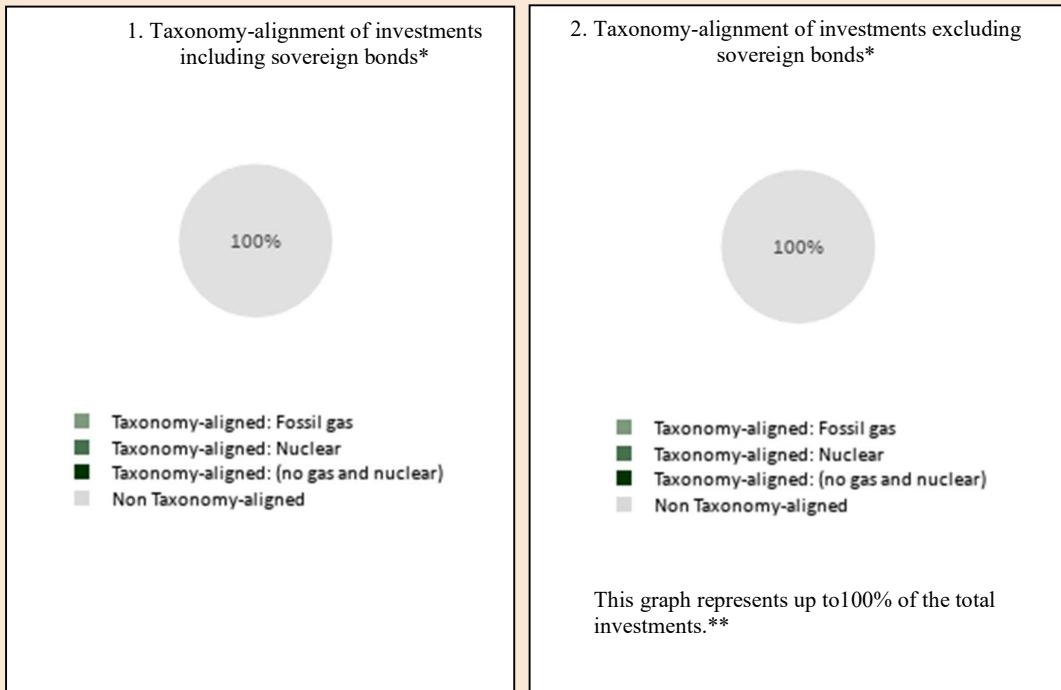 1. Taxonomy-alignment of investments
including sovereign bonds*
100%
Taxonomy-aligned: Fossil gas
Taxonomy-aligned: Nuclear
Taxonomy-aligned: (no gas and nuclear)
Non Taxonomy-aligned
2. Taxonomy-alignment of investments excluding
sovereign bonds*
100%
Taxonomy-aligned: Fossil gas
Taxonomy-aligned: Nuclear
Taxonomy-aligned: (no gas and nuclear)
Non Taxonomy-aligned
This graph represents up to100% of the total
investments.**